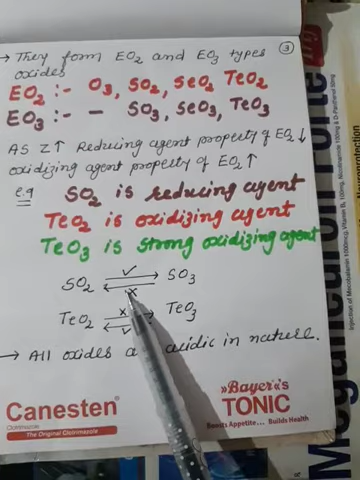 3
→ They form EO2 and EO3 types
oxides
EO2 :- O3, SO2, SeO2 TeO2
EO3 :- - SO3, SeO3, TeO3
AS Z↑ Reducing agent property of EO2 ↓
oxidizing agent property of EO2 ↑
e.g SO2 is reducing agent
TeO2 is oxidizing agent
TeO3 is strong oxidizing agent
SO2 ⇌ SO3
TeO2 ⇌ TeO3
→ All oxides acidic in nature.
Canesten®
Clotrimazole
The Original Clotrimazole
»Bayer's
TONIC
Boosts Appetite... Builds Health